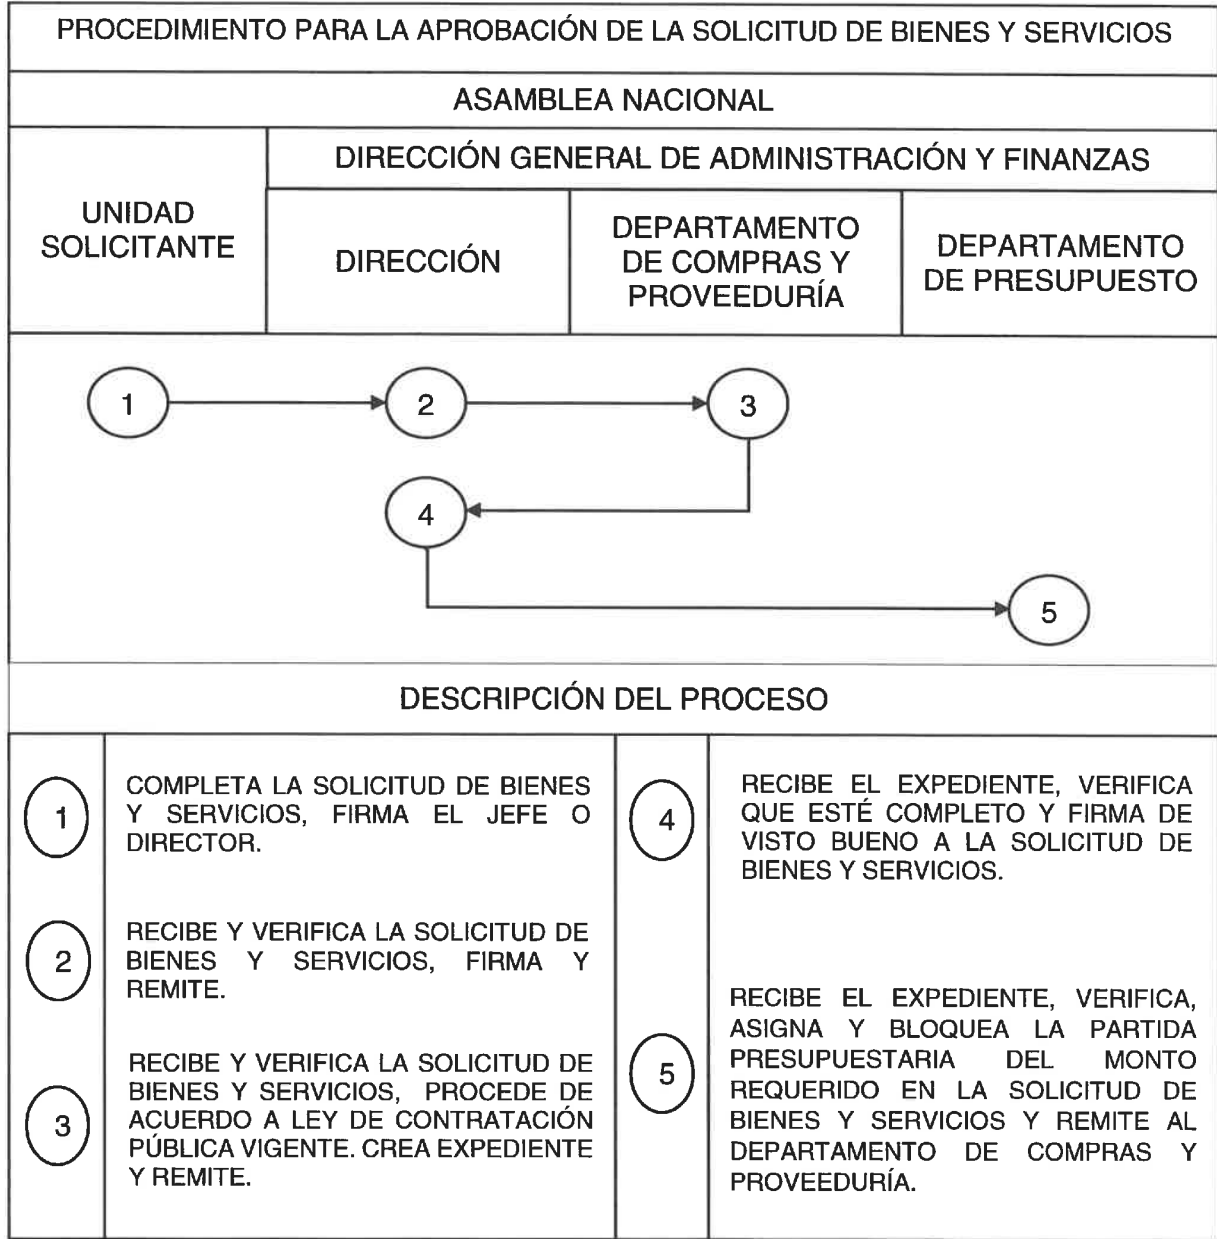 PROCEDIMIENTO PARA LA APROBACIÓN DE LA SOLICITUD DE BIENES Y SERVICIOS
ASAMBLEA NACIONAL
UNIDAD
SOLICITANTE
DIRECCIÓN GENERAL DE ADMINISTRACIÓN Y FINANZAS
DIRECCIÓN
DEPARTAMENTO
DE COMPRAS Y
PROVEEDURÍA
DEPARTAMENTO
DE PRESUPUESTO
1
2
3
4
5
DESCRIPCIÓN DEL PROCESO
1
COMPLETA LA SOLICITUD DE BIENES
Y SERVICIOS, FIRMA EL JEFE O
DIRECTOR.
2
RECIBE Y VERIFICA LA SOLICITUD DE
BIENES Y SERVICIOS, FIRMA Y
REMITE.
3
RECIBE Y VERIFICA LA SOLICITUD DE
BIENES Y SERVICIOS, PROCEDE DE
ACUERDO A LEY DE CONTRATACIÓN
PÚBLICA VIGENTE. CREA EXPEDIENTE
Y REMITE.
4
RECIBE EL EXPEDIENTE, VERIFICA
QUE ESTÉ COMPLETO Y FIRMA DE
VISTO BUENO A LA SOLICITUD DE
BIENES Y SERVICIOS.
5
RECIBE EL EXPEDIENTE, VERIFICA,
ASIGNA Y BLOQUEA LA PARTIDA
PRESUPUESTARIA DEL MONTO
REQUERIDO EN LA SOLICITUD DE
BIENES Y SERVICIOS Y REMITE AL
DEPARTAMENTO DE COMPRAS Y
PROVEEDURÍA.